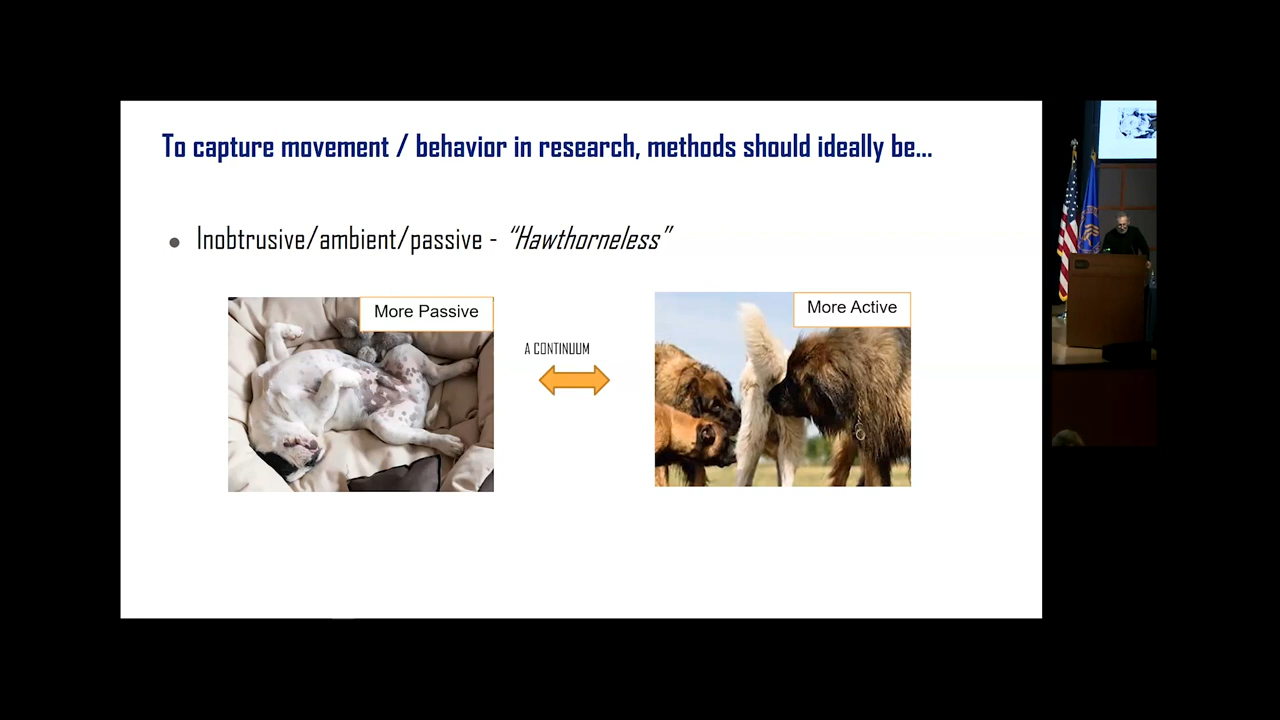 To capture movement / behavior in research, methods should ideally be...
● Inobtrusive/ambient/passive - "Hawthorneless"
More Passive
A CONTINUUM
More Active